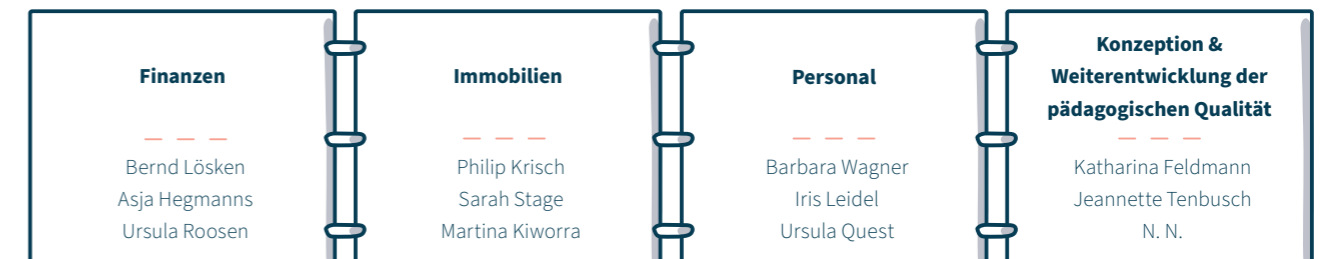 Finanzen
Bernd Lösken
Asja Hegmanns
Ursula Roosen
Immobilien
Philip Krisch
Sarah Stage
Martina Kiworra
Personal
Barbara Wagner
Iris Leidel
Ursula Quest
Konzeption &
Weiterentwicklung der
pädagogischen Qualität
Katharina Feldmann
Jeannette Tenbusch
N. N.